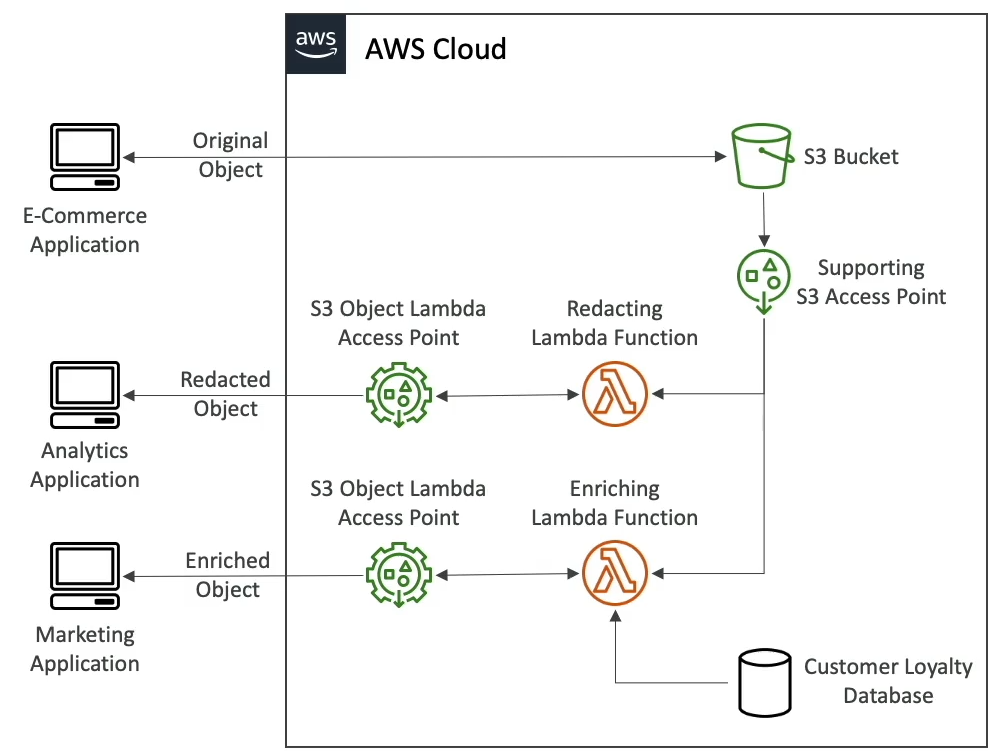 aws
AWS Cloud
Original
Object
S3 Bucket
E-Commerce
Application
Supporting
S3 Access Point
S3 Object Lambda
Access Point
Redacting
Lambda Function
Redacted
Object
Analytics
Application
S3 Object Lambda
Access Point
Enriching
Lambda Function
Enriched
Object
Marketing
Application
Customer Loyalty
Database